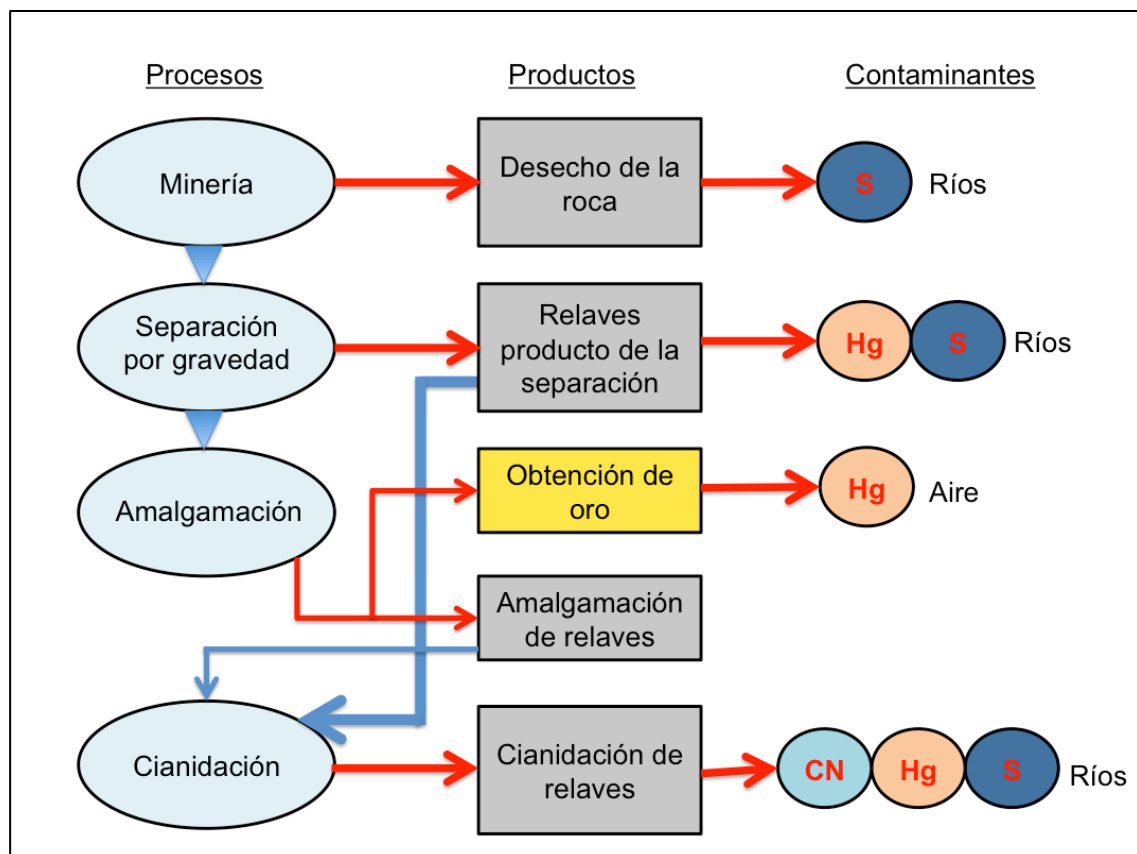 Procesos
Productos
Contaminantes
Minería
Desecho de la
roca
S
Ríos
Separación
por gravedad
Relaves
producto de la
separación
Hg
S
Ríos
Amalgamación
Obtención de
oro
Hg
Aire
Amalgamación
de relaves
Cianidación
Cianidación de
relaves
CN
Hg
S
Ríos